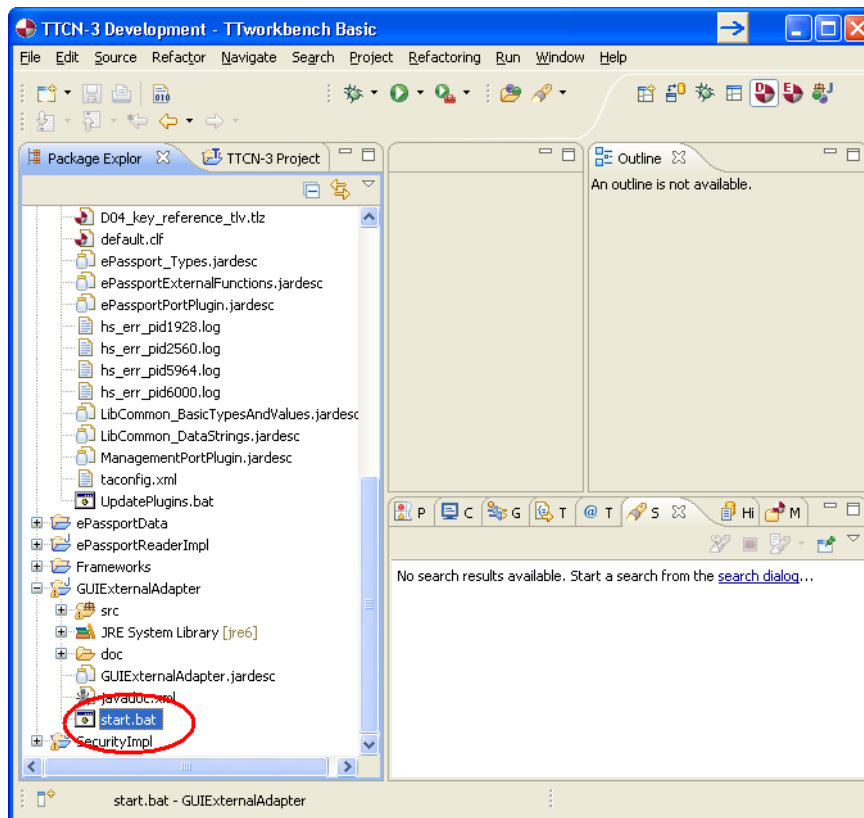 TTCN-3 Development - TTworkbench Basic
File Edit Source Refactor Navigate Search Project Refactoring Run Window Help
010
Package Explor TTCN-3 Project
Outline
An outline is not available.
D04_key_reference_tlv.tlz
default.clf
ePassport_Types.jardesc
ePassportExternalFunctions.jardesc
ePassportPortPlugin.jardesc
hs_err_pid1928.log
hs_err_pid2560.log
hs_err_pid5964.log
hs_err_pid6000.log
LibCommon_BasicTypesAndValues.jardesc
LibCommon_DataStrings.jardesc
ManagementPortPlugin.jardesc
taconfig.xml
UpdatePlugins.bat
ePassportData
ePassportReaderImpl
Frameworks
GUIExternalAdapter
src
JRE System Library [jre6]
doc
GUIExternalAdapter.jardesc
javadoc.xml
start.bat
SecurityImpl
P C G T @ T S Hi M
No search results available. Start a search from the search dialog...
start.bat - GUIExternalAdapter